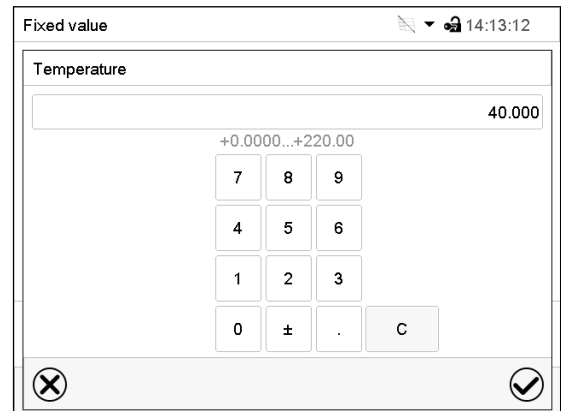 Fixed value 14:13:12
Temperature
40.000
+0.0000...+220.00
7 8 9
4 5 6
1 2 3
0 ± . C